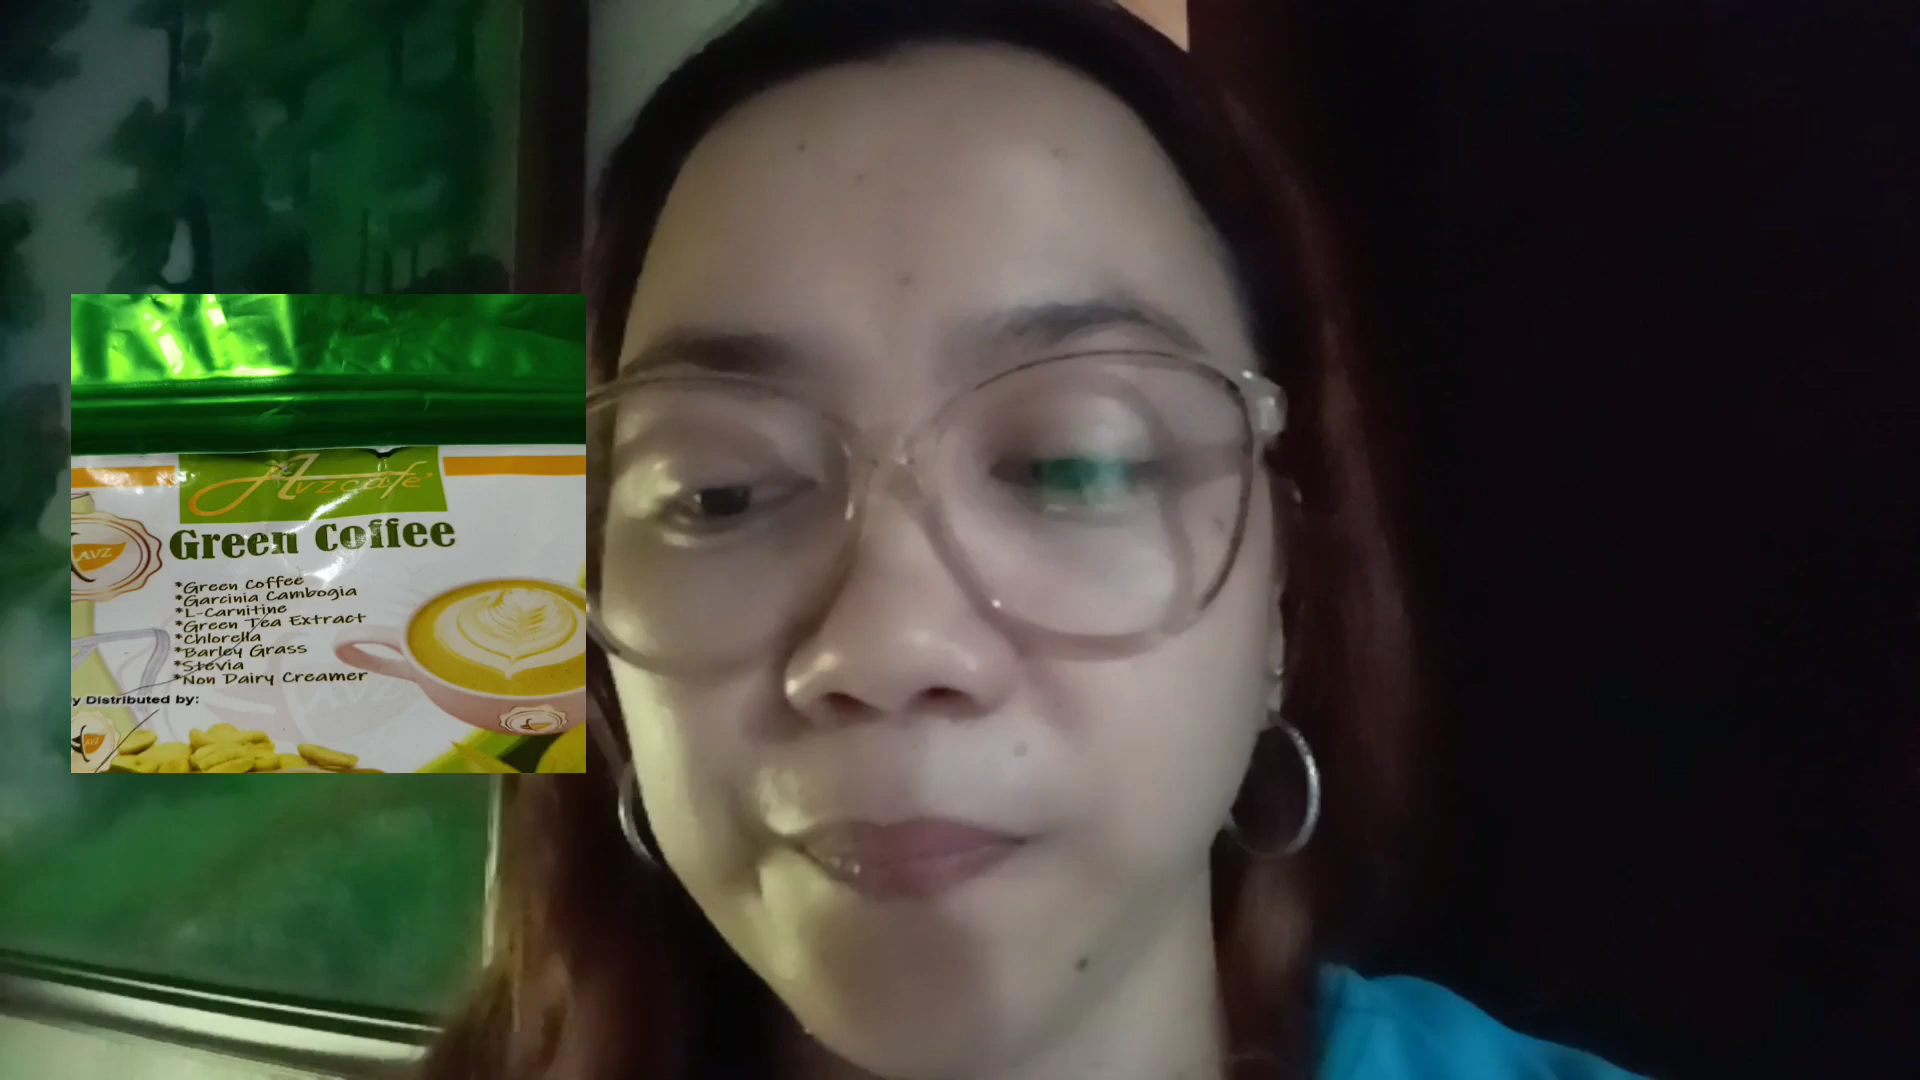 AVZcafe®
Green Coffee
AVZ
*Green Coffee
*Garcinia Cambogia
*L-Carnitine
*Green Tea Extract
*Chlorella
*Barley Grass
*Stevia
*Non Dairy Creamer
y Distributed by:
AVZ